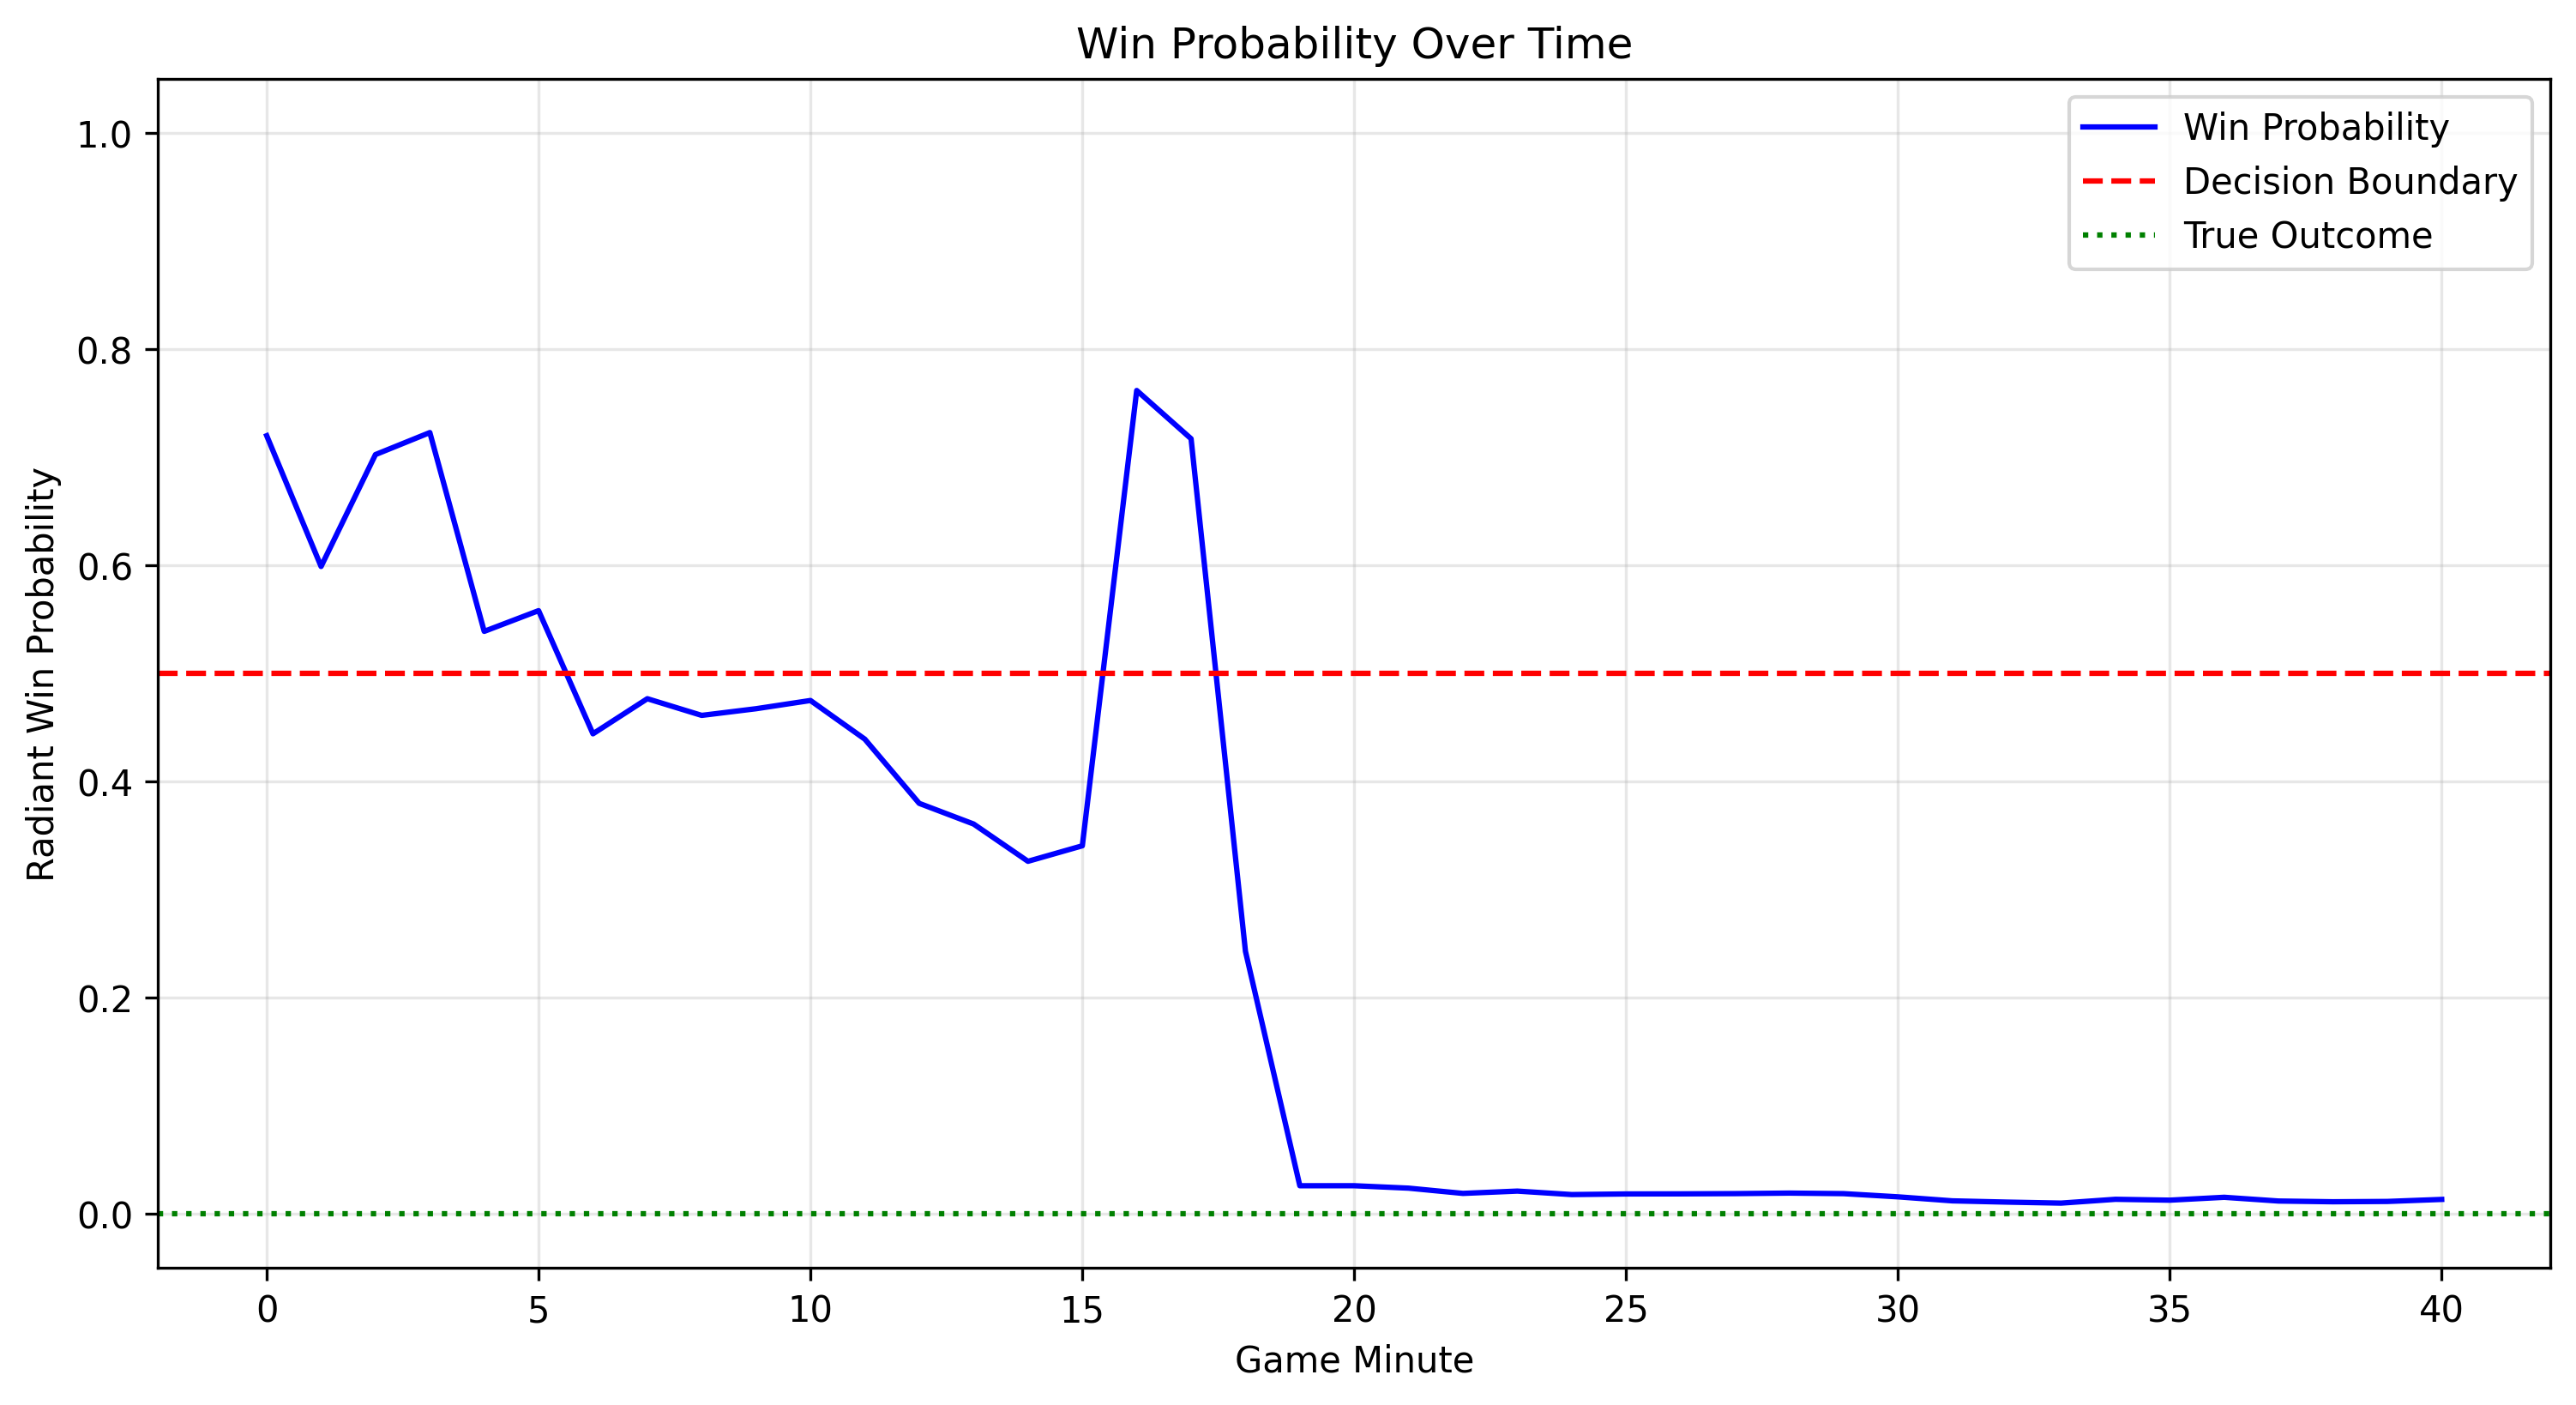 Win Probability Over Time
Win Probability
Decision Boundary
True Outcome
Radiant Win Probability
1.0
0.8
0.6
0.4
0.2
0.0
0 5 10 15 20 25 30 35 40
Game Minute